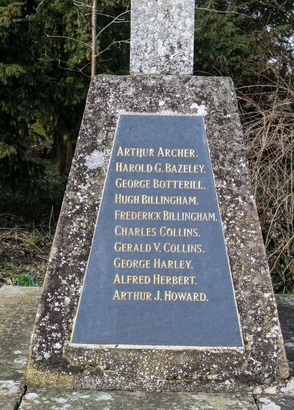 ARTHUR ARCHER.
HAROLD G. BAZELEY.
GEORGE BOTTERILL.
HUGH BILLINGHAM.
FREDERICK BILLINGHAM.
CHARLES COLLINS.
GERALD V. COLLINS.
GEORGE HARLEY.
ALFRED HERBERT.
ARTHUR J. HOWARD.